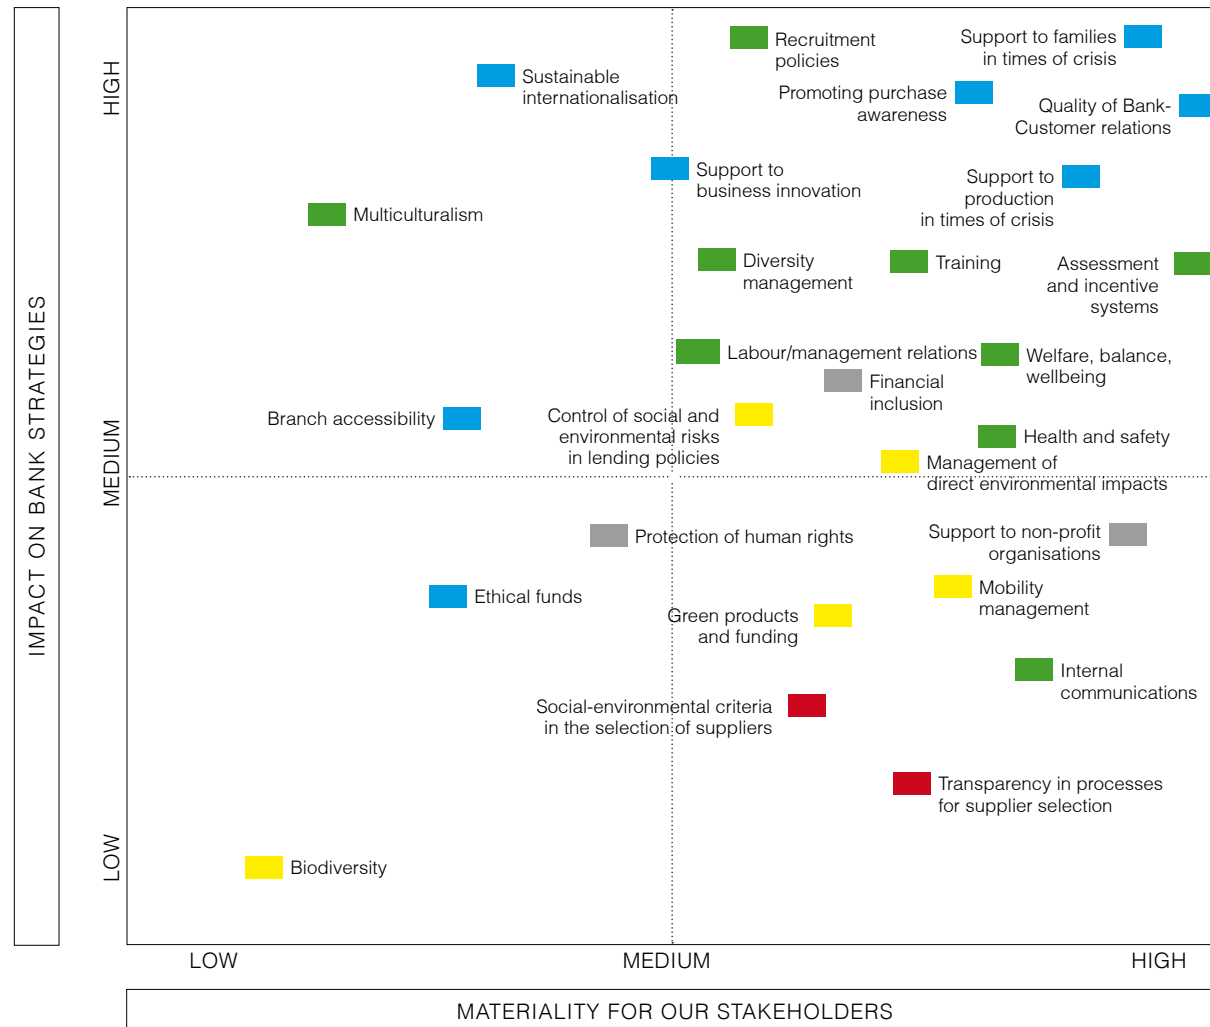 IMPACT ON BANK STRATEGIES
HIGH
MEDIUM
LOW
Recruitment
policies
Support to families
in times of crisis
Sustainable
internationalisation
Promoting purchase
awareness
Quality of Bank-
Customer relations
Support to
business innovation
Support to
production
in times of crisis
Multiculturalism
Diversity
management
Training
Assessment
and incentive
systems
Labour/management relations
Welfare, balance,
wellbeing
Financial
inclusion
Branch accessibility
Control of social and
environmental risks
in lending policies
Health and safety
Management of
direct environmental impacts
Protection of human rights
Support to non-profit
organisations
Ethical funds
Mobility
management
Green products
and funding
Internal
communications
Social-environmental criteria
in the selection of suppliers
Transparency in processes
for supplier selection
Biodiversity
LOW
MEDIUM
HIGH
MATERIALITY FOR OUR STAKEHOLDERS